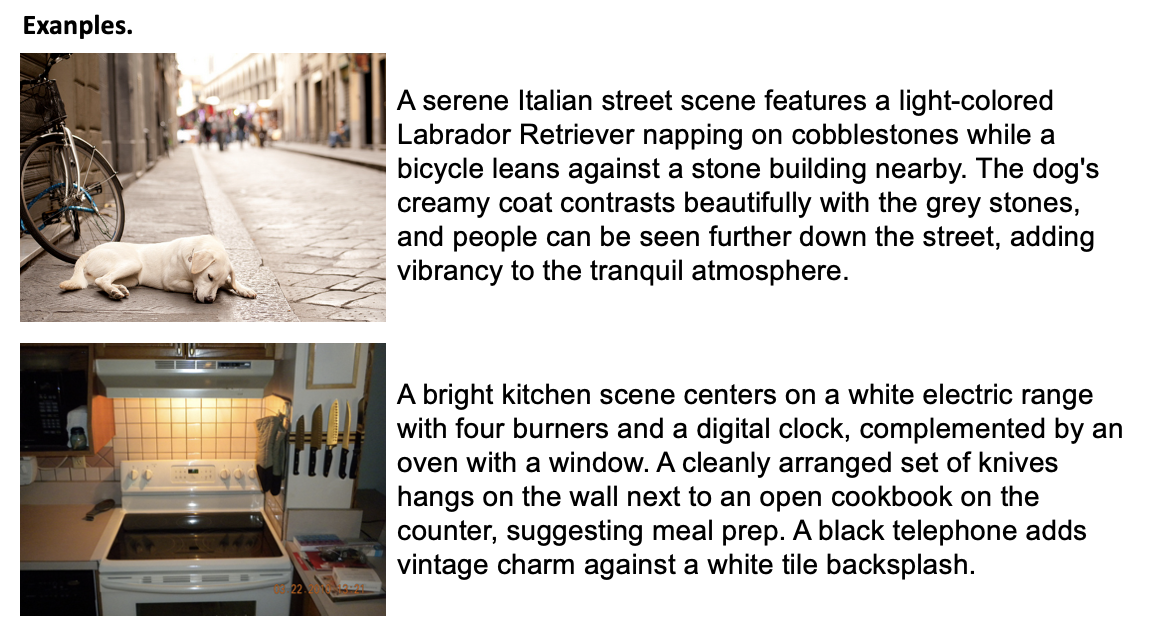 Exanples.
A serene Italian street scene features a light-colored
Labrador Retriever napping on cobblestones while a
bicycle leans against a stone building nearby. The dog's
creamy coat contrasts beautifully with the grey stones,
and people can be seen further down the street, adding
vibrancy to the tranquil atmosphere.
A bright kitchen scene centers on a white electric range
with four burners and a digital clock, complemented by an
oven with a window. A cleanly arranged set of knives
hangs on the wall next to an open cookbook on the
counter, suggesting meal prep. A black telephone adds
vintage charm against a white tile backsplash.